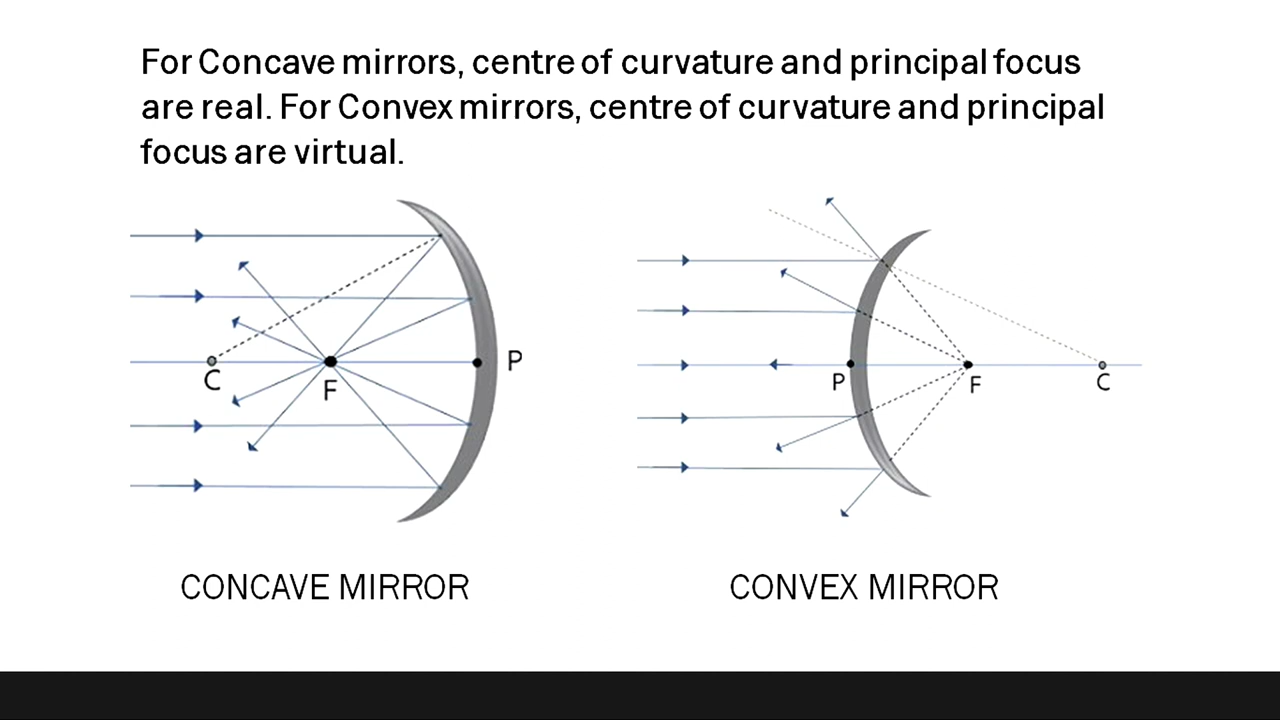 For Concave mirrors, centre of curvature and principal focus
are real. For Convex mirrors, centre of curvature and principal
focus are virtual.
C
F
P
P
F
C
CONCAVE MIRROR
CONVEX MIRROR